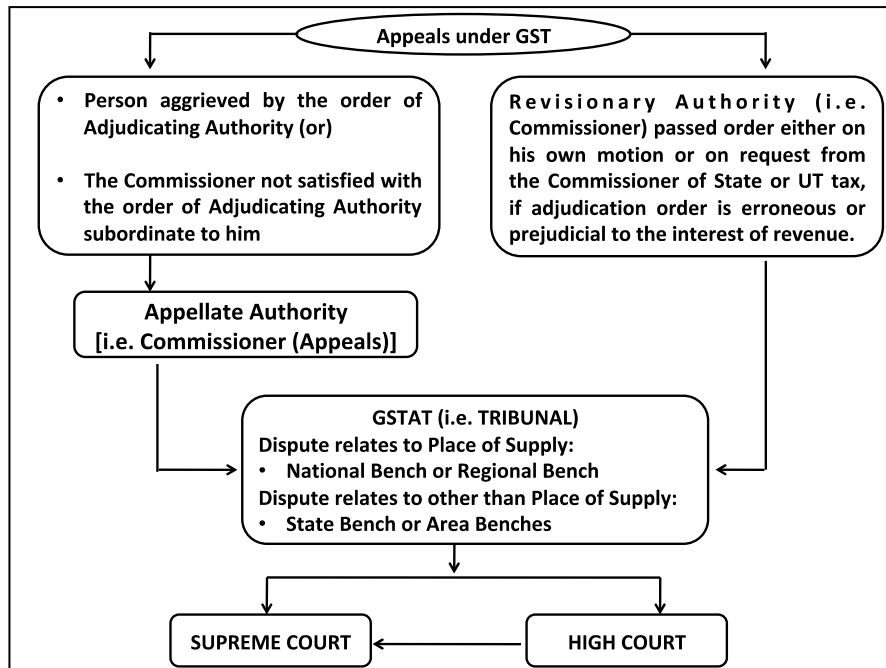 Appeals under GST
• Person aggrieved by the order of
Adjudicating Authority (or)
• The Commissioner not satisfied with
the order of Adjudicating Authority
subordinate to him
Revisionary Authority (i.e.
Commissioner) passed order either on
his own motion or on request from
the Commissioner of State or UT tax,
if adjudication order is erroneous or
prejudicial to the interest of revenue.
Appellate Authority
[i.e. Commissioner (Appeals)]
GSTAT (i.e. TRIBUNAL)
Dispute relates to Place of Supply:
• National Bench or Regional Bench
Dispute relates to other than Place of Supply:
• State Bench or Area Benches
SUPREME COURT
HIGH COURT